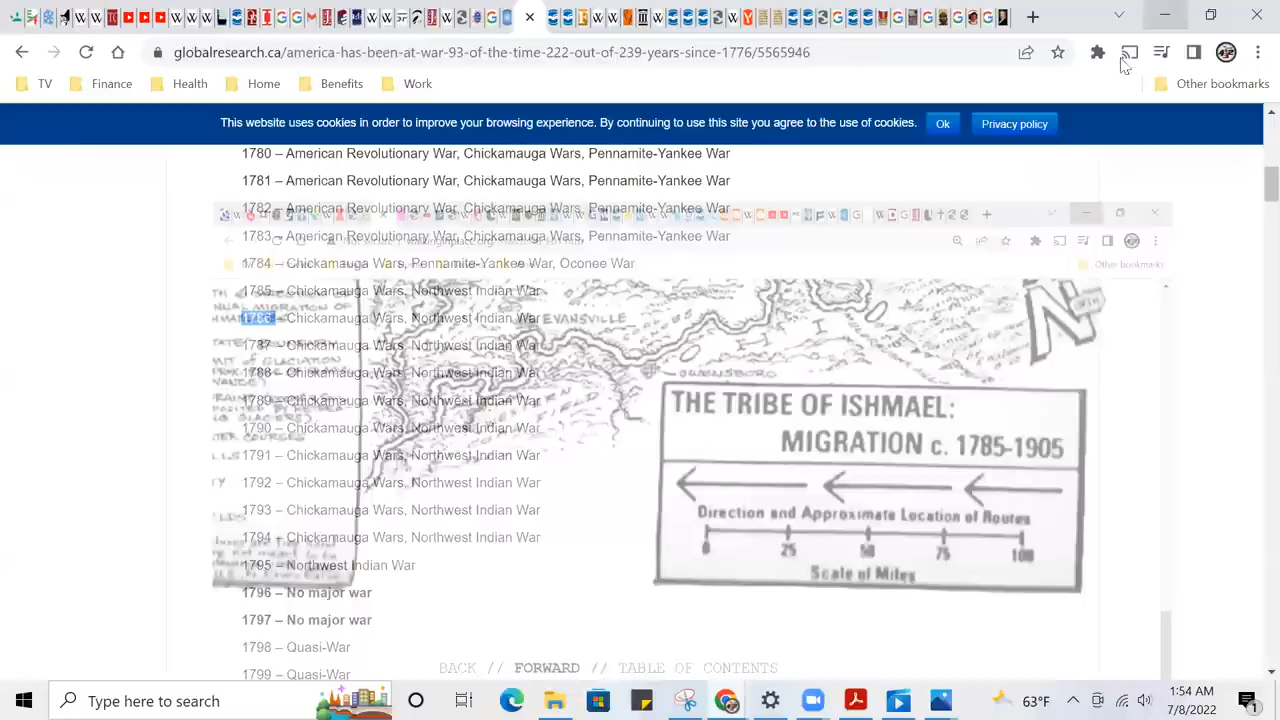 globalresearch.ca/america-has-been-at-war-93-of-the-time-222-out-of-239-years-since-1776/5565946
TV Finance Health Home Benefits Work Other bookmarks
This website uses cookies in order to improve your browsing experience. By continuing to use this site you agree to the use of cookies. Ok Privacy policy
1780 – American Revolutionary War, Chickamauga Wars, Pennamite-Yankee War
1781 – American Revolutionary War, Chickamauga Wars, Pennamite-Yankee War
1782 – American Revolutionary War, Chickamauga Wars, Pennamite-Yankee War
1783 – American Revolutionary War, Chickamauga Wars, Pennamite-Yankee War
1784 – Chickamauga Wars, Pennamite-Yankee War, Oconee War
Other bookmarks
1785 – Chickamauga Wars, Northwest Indian War
1786 – Chickamauga Wars, Northwest Indian War
EVANSVILLE
1787 – Chickamauga Wars, Northwest Indian War
1788 – Chickamauga Wars, Northwest Indian War
OWENSBORO
N
1789 – Chickamauga Wars, Northwest Indian War
1790 – Chickamauga Wars, Northwest Indian War
1791 – Chickamauga Wars, Northwest Indian War
1792 – Chickamauga Wars, Northwest Indian War
1793 – Chickamauga Wars, Northwest Indian War
1794 – Chickamauga Wars, Northwest Indian War
1795 – Northwest Indian War
1796 – No major war
1797 – No major war
1798 – Quasi-War
1799 – Quasi-War
THE TRIBE OF ISHMAEL:
MIGRATION c. 1785-1905
Direction and Approximate Location of Routes
0 25 50 75 100
Scale of Miles
BACK // FORWARD // TABLE OF CONTENTS
Type here to search
63°F
1:54 AM
7/8/2022